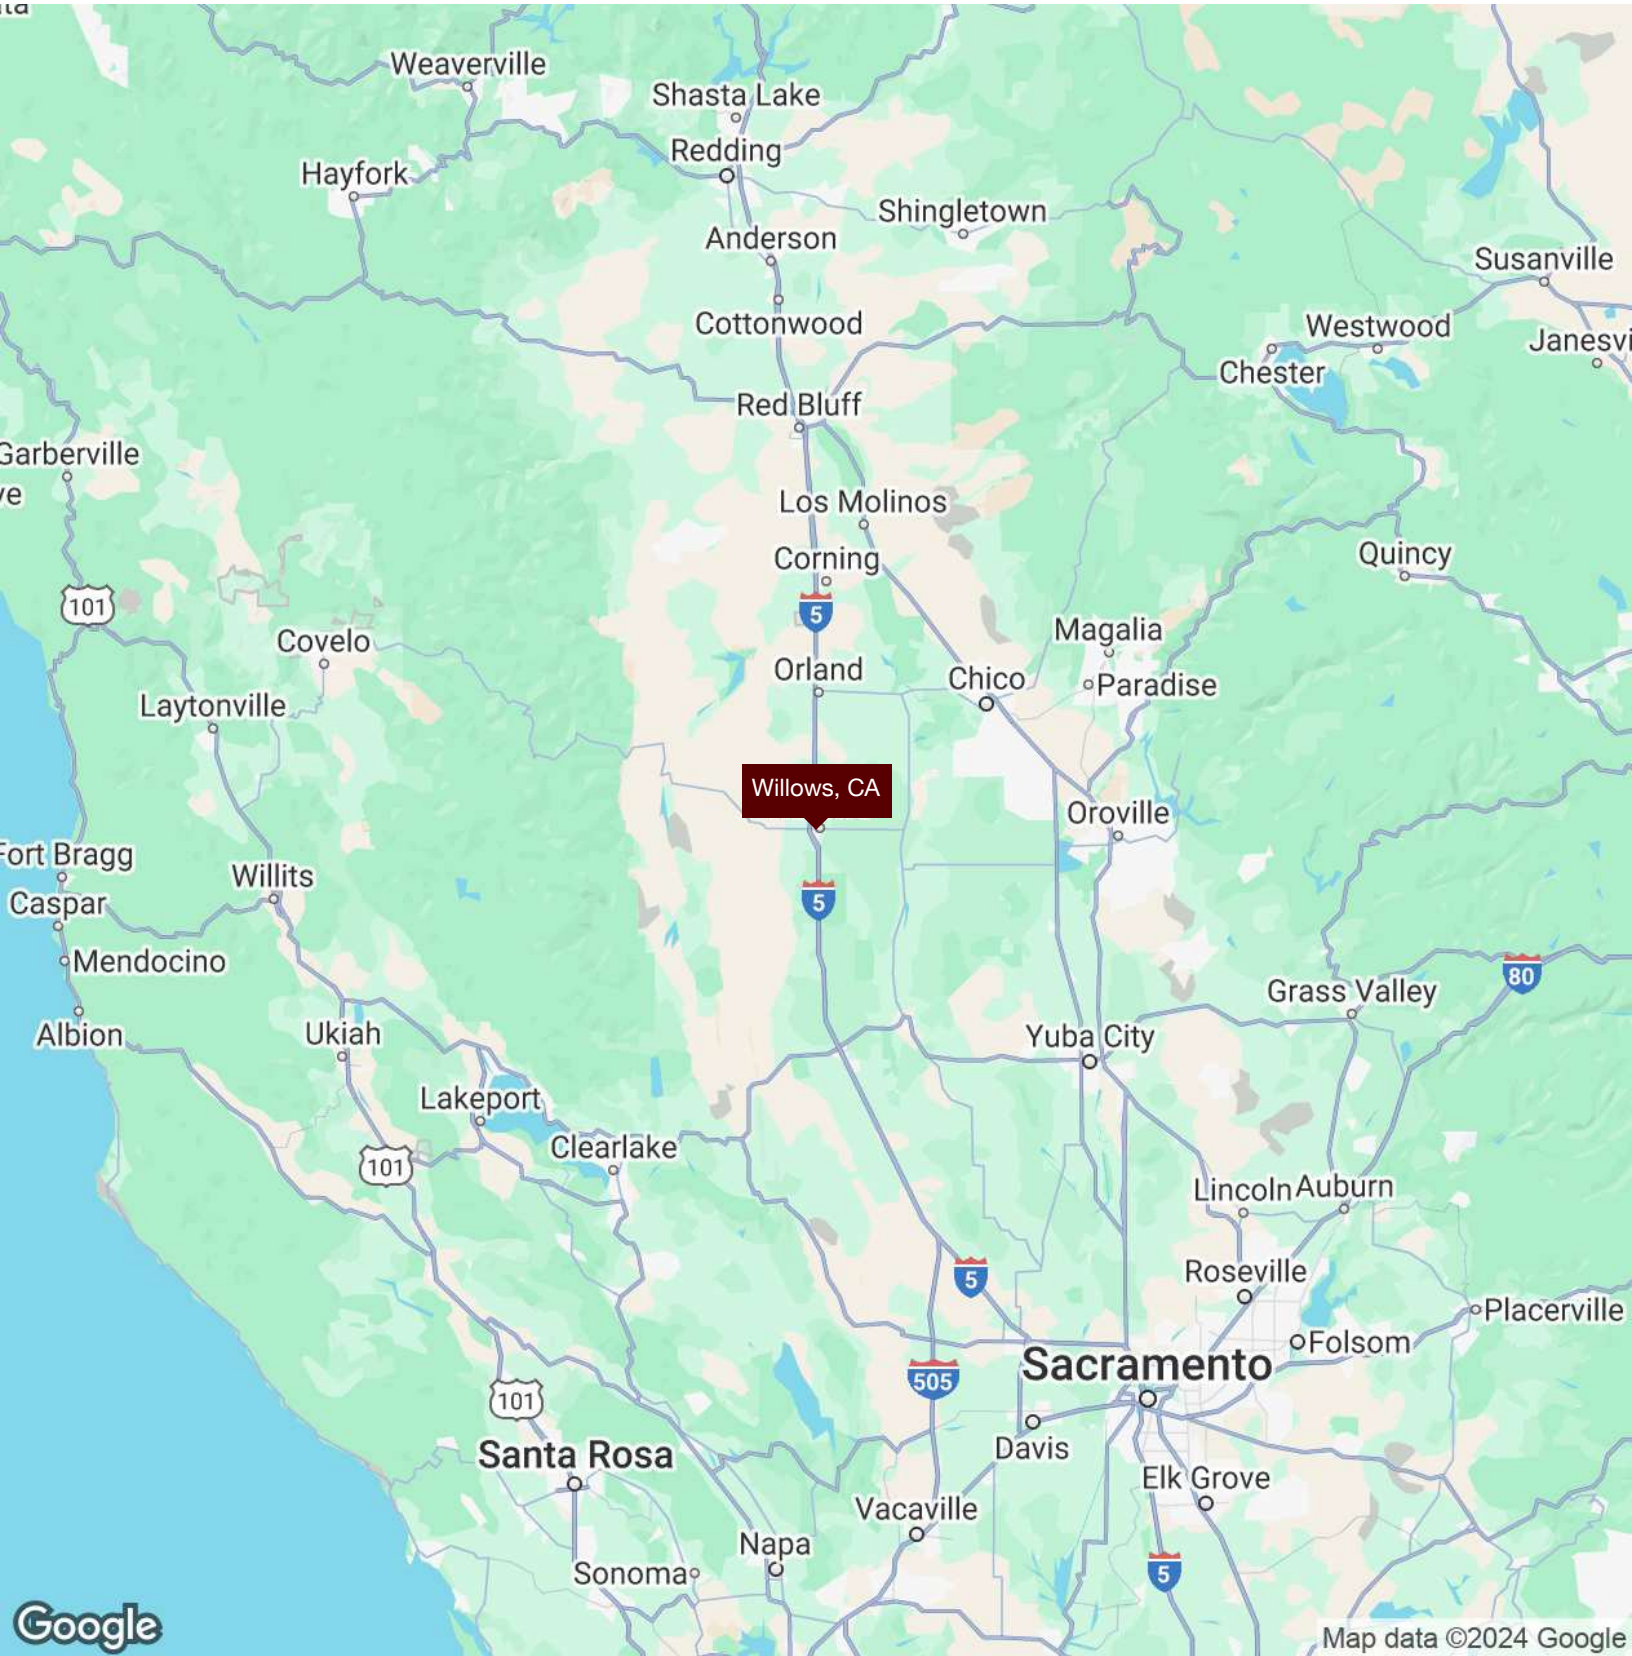 ta
Weaverville
Shasta Lake
Redding
Hayfork
Shingletown
Anderson
Susanville
Cottonwood
Westwood
Janesvi
Chester
Red Bluff
Garberville
ve
Los Molinos
Corning
Quincy
101
5
Covelo
Magalia
Orland
Chico
Paradise
Laytonville
Willows, CA
Oroville
Fort Bragg
Willits
Caspar
5
Mendocino
80
Grass Valley
Albion
Ukiah
Yuba City
Lakeport
Clearlake
101
Lincoln
Auburn
5
Roseville
Placerville
Folsom
Sacramento
505
101
Davis
Santa Rosa
Elk Grove
Vacaville
Napa
Sonoma
5
Google
Map data ©2024 Google